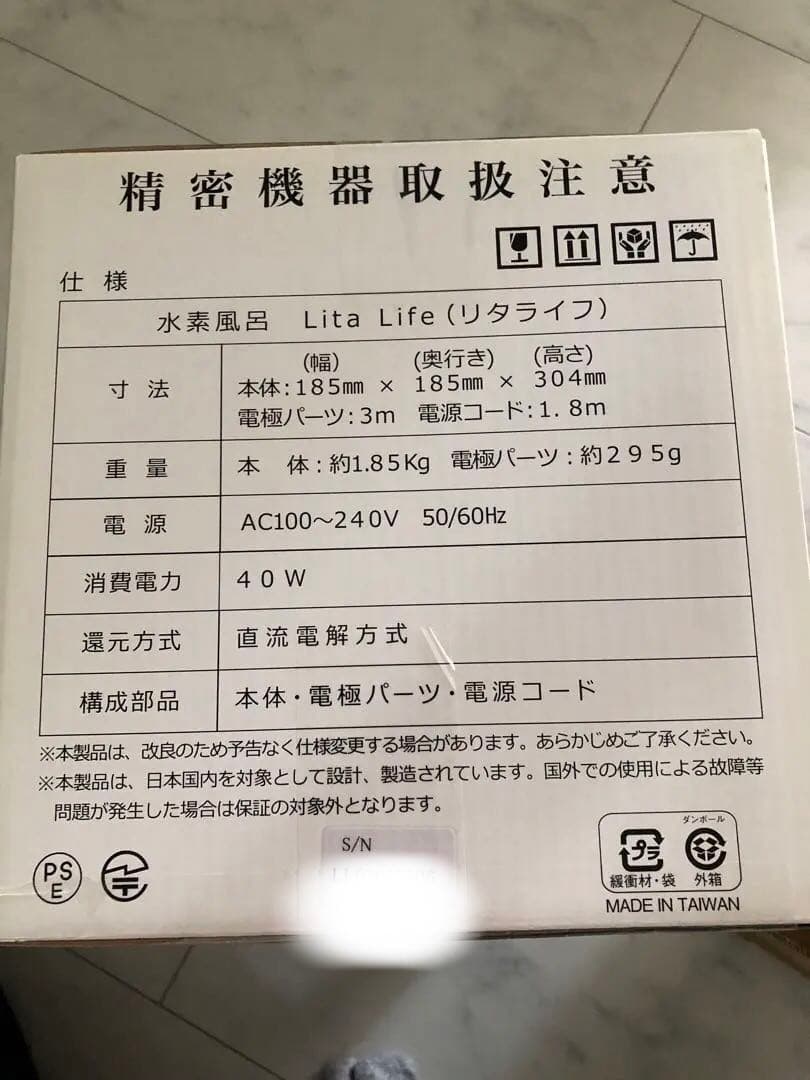 精密機器取扱注意
仕様
水素風呂 Lita Life（リタライフ）
寸法
（幅） （奥行き） （高さ）
本体：185㎜ × 185㎜ × 304㎜
電極パーツ：3m 電源コード：1.8m
重量
本体：約1.85Kg 電極パーツ：約295g
電源
AC100～240V 50/60Hz
消費電力
40W
還元方式
直流電解方式
構成部品
本体・電極パーツ・電源コード
※本製品は、改良のため予告なく仕様変更する場合があります。あらかじめご了承ください。
※本製品は、日本国内を対象として設計、製造されています。国外での使用による故障等
問題が発生した場合は保証の対象外となります。
PS
E
S/N
ダンボール
プラ
緩衝材・袋 外箱
MADE IN TAIWAN